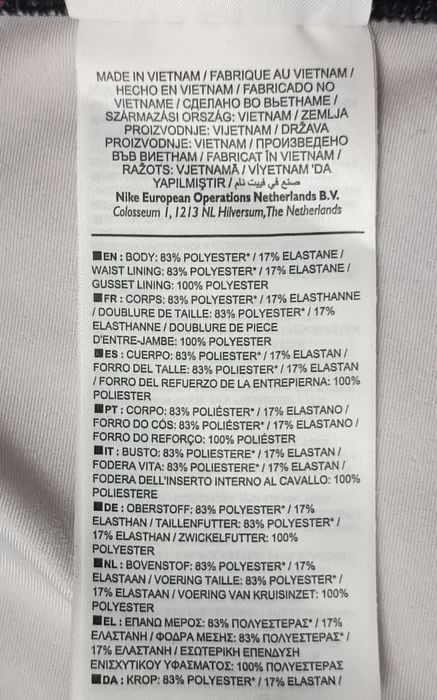 MADE IN VIETNAM / FABRIQUE AU VIETNAM /
HECHO EN VIETNAM / FABRICADO NO
VIETNAME / СДЕЛАНО ВО ВЬЕТНАМЕ /
SZÁRMAZÁSI ORSZÁG: VIETNAM / ZEMLJA
PROIZVODNJE: VIJETNAM / DRŽAVA
PROIZVODNJE: VIETNAM / ПРОИЗВЕДЕНО
ВЪВ ВИЕТНАМ / FABRICAT ÎN VIETNAM /
RAŽOTS: VJETNAMĀ / VİYETNAM 'DA
YAPILMIŞTIR / صنع في فييت نام
Nike European Operations Netherlands B.V.
Colosseum 1, 1213 NL Hilversum,The Netherlands
EN : BODY: 83% POLYESTER* / 17% ELASTANE /
WAIST LINING: 83% POLYESTER* / 17% ELASTANE /
GUSSET LINING: 100% POLYESTER
FR : CORPS: 83% POLYESTER* / 17% ELASTHANNE
/ DOUBLURE DE TAILLE: 83% POLYESTER* / 17%
ELASTHANNE / DOUBLURE DE PIECE
D'ENTRE-JAMBE: 100% POLYESTER
ES : CUERPO: 83% POLIESTER* / 17% ELASTAN /
FORRO DEL TALLE: 83% POLIESTER* / 17% ELASTAN
/ FORRO DEL REFUERZO DE LA ENTREPIERNA: 100%
POLIESTER
PT : CORPO: 83% POLIÉSTER* / 17% ELASTANO /
FORRO DO CÓS: 83% POLIÉSTER* / 17% ELASTANO /
FORRO DO REFORÇO: 100% POLIÉSTER
IT : BUSTO: 83% POLIESTERE* / 17% ELASTAN /
FODERA VITA: 83% POLIESTERE* / 17% ELASTAN /
FODERA DELL'INSERTO INTERNO AL CAVALLO: 100%
POLIESTERE
DE : OBERSTOFF: 83% POLYESTER* / 17%
ELASTHAN / TAILLENFUTTER: 83% POLYESTER* /
17% ELASTHAN / ZWICKELFUTTER: 100%
POLYESTER
NL : BOVENSTOF: 83% POLYESTER* / 17%
ELASTAAN / VOERING TAILLE: 83% POLYESTER* /
17% ELASTAAN / VOERING VAN KRUISINZET: 100%
POLYESTER
EL : ΕΠΑΝΩ ΜΕΡΟΣ: 83% ΠΟΛΥΕΣΤΕΡΑΣ* / 17%
ΕΛΑΣΤΑΝΗ / ΦΟΔΡΑ ΜΕΣΗΣ: 83% ΠΟΛΥΕΣΤΕΡΑΣ* /
17% ΕΛΑΣΤΑΝΗ / ΕΣΩΤΕΡΙΚΗ ΕΠΕΝΔΥΣΗ
ΕΝΙΣΧΥΤΙΚΟΥ ΥΦΑΣΜΑΤΟΣ: 100% ΠΟΛΥΕΣΤΕΡΑΣ
DA : KROP: 83% POLYESTER* / 17% ELASTAN /